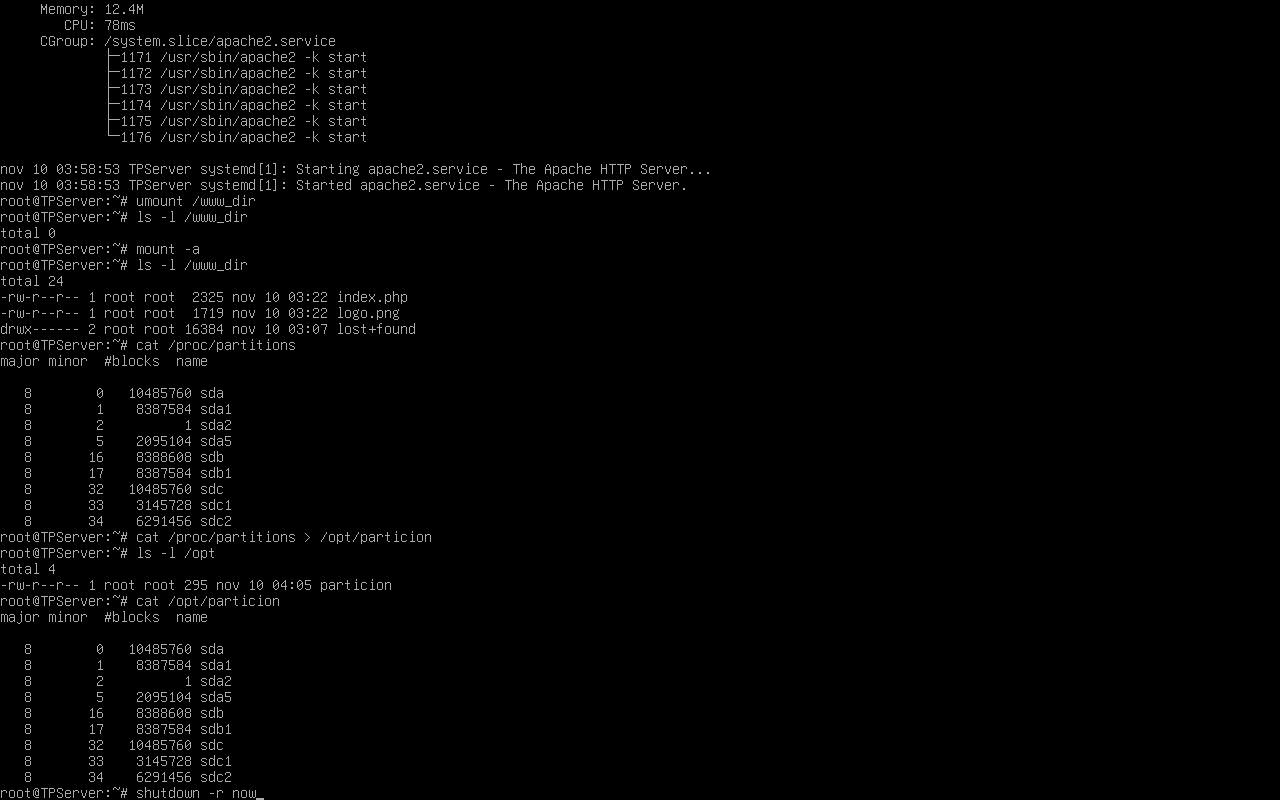 Memory: 12.4M
        CPU: 78ms
     CGroup: /system.slice/apache2.service
             ├─1171 /usr/sbin/apache2 -k start
             ├─1172 /usr/sbin/apache2 -k start
             ├─1173 /usr/sbin/apache2 -k start
             ├─1174 /usr/sbin/apache2 -k start
             ├─1175 /usr/sbin/apache2 -k start
             └─1176 /usr/sbin/apache2 -k start

nov 10 03:58:53 TPServer systemd[1]: Starting apache2.service - The Apache HTTP Server...
nov 10 03:58:53 TPServer systemd[1]: Started apache2.service - The Apache HTTP Server.
root@TPServer:~# umount /www_dir
root@TPServer:~# ls -l /www_dir
total 0
root@TPServer:~# mount -a
root@TPServer:~# ls -l /www_dir
total 24
-rw-r--r-- 1 root root  2325 nov 10 03:22 index.php
-rw-r--r-- 1 root root  1719 nov 10 03:22 logo.png
drwx------ 2 root root 16384 nov 10 03:07 lost+found
root@TPServer:~# cat /proc/partitions
major minor  #blocks  name

   8        0   10485760 sda
   8        1    8387584 sda1
   8        2          1 sda2
   8        5    2095104 sda5
   8       16    8388608 sdb
   8       17    8387584 sdb1
   8       32   10485760 sdc
   8       33    3145728 sdc1
   8       34    6291456 sdc2
root@TPServer:~# cat /proc/partitions > /opt/particion
root@TPServer:~# ls -l /opt
total 4
-rw-r--r-- 1 root root 295 nov 10 04:05 particion
root@TPServer:~# cat /opt/particion
major minor  #blocks  name

   8        0   10485760 sda
   8        1    8387584 sda1
   8        2          1 sda2
   8        5    2095104 sda5
   8       16    8388608 sdb
   8       17    8387584 sdb1
   8       32   10485760 sdc
   8       33    3145728 sdc1
   8       34    6291456 sdc2
root@TPServer:~# shutdown -r now_